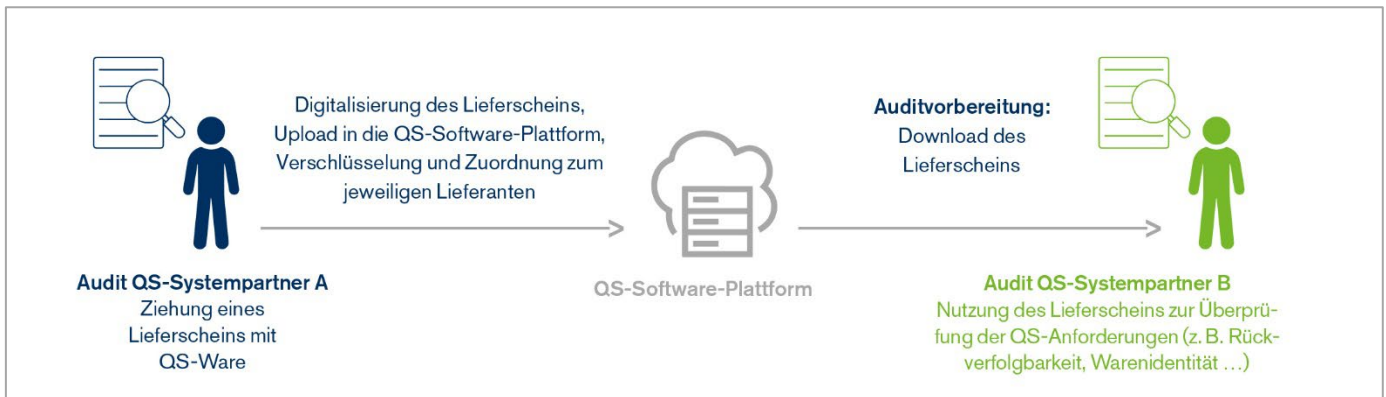 Digitalisierung des Lieferscheins,
Upload in die QS-Software-Plattform,
Verschlüsselung und Zuordnung zum
jeweiligen Lieferanten
Auditvorbereitung:
Download des
Lieferscheins
Audit QS-Systempartner A
Ziehung eines
Lieferscheins mit
QS-Ware
QS-Software-Plattform
Audit QS-Systempartner B
Nutzung des Lieferscheins zur Überprü-
fung der QS-Anforderungen (z. B. Rück-
verfolgbarkeit, Warenidentität …)